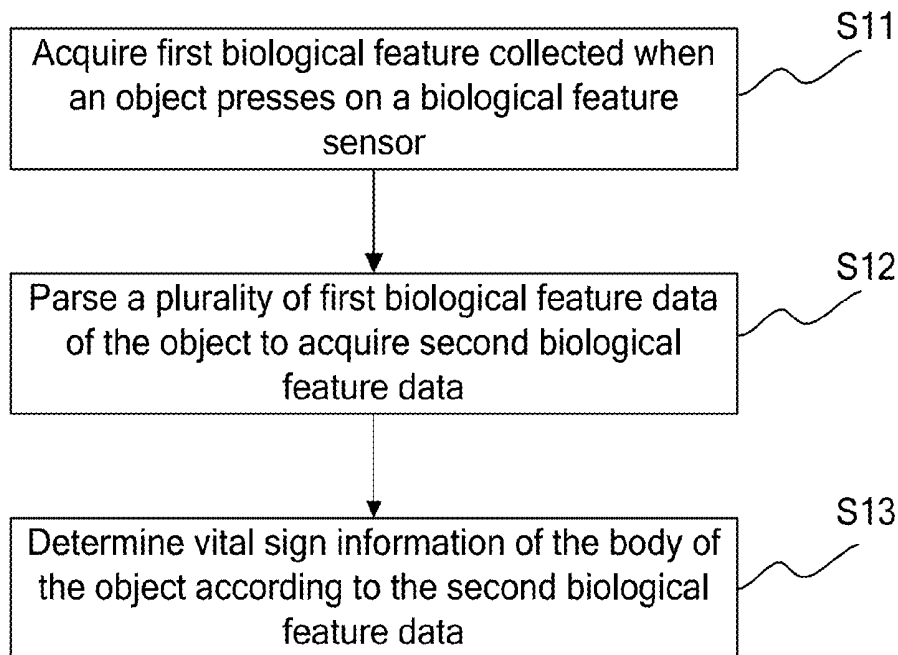 S11
Acquire first biological feature collected when
an object presses on a biological feature
sensor
S12
Parse a plurality of first biological feature data
of the object to acquire second biological
feature data
S13
Determine vital sign information of the body of
the object according to the second biological
feature data